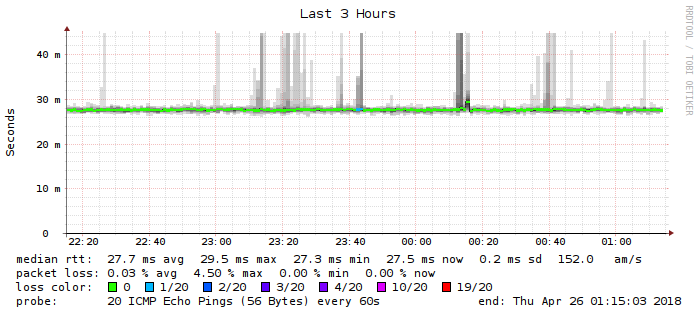 Last 3 Hours
RRDTOOL / TOBI OETIKER
Seconds
40 m
30 m
20 m
10 m
0
22:20 22:40 23:00 23:20 23:40 00:00 00:20 00:40 01:00
median rtt: 27.7 ms avg 29.5 ms max 27.3 ms min 27.5 ms now 0.2 ms sd 152.0 am/s
packet loss: 0.03 % avg 4.50 % max 0.00 % min 0.00 % now
loss color: 0 1/20 2/20 3/20 4/20 10/20 19/20
probe: 20 ICMP Echo Pings (56 Bytes) every 60s end: Thu Apr 26 01:15:03 2018